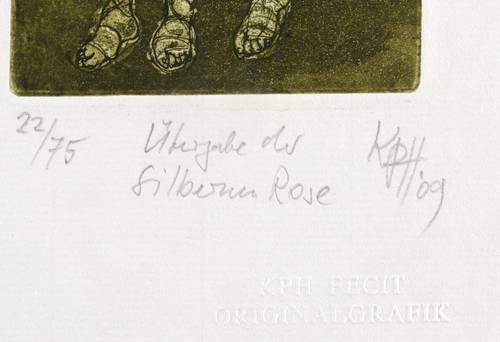 22/75
Übergabe der
Silbernen Rose
KPH '09
KPH FECIT
ORIGINALGRAFIK